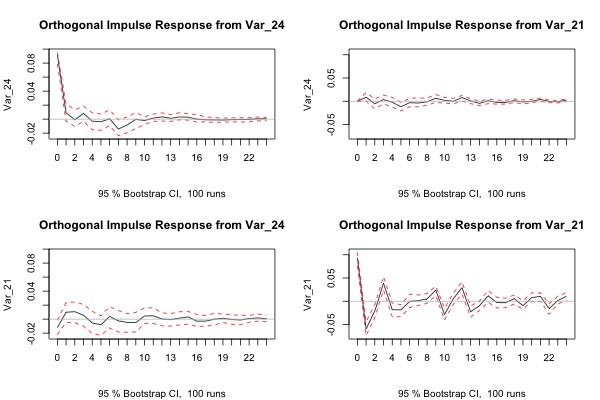 Orthogonal Impulse Response from Var_24
Var_24
0.08
0.04
-0.02
0 2 4 6 8 10 13 16 19 22
95 % Bootstrap CI, 100 runs
Orthogonal Impulse Response from Var_21
Var_24
0.05
-0.05
0 2 4 6 8 10 13 16 19 22
95 % Bootstrap CI, 100 runs
Orthogonal Impulse Response from Var_24
Var_21
0.08
0.04
-0.02
0 2 4 6 8 10 13 16 19 22
95 % Bootstrap CI, 100 runs
Orthogonal Impulse Response from Var_21
Var_21
0.05
-0.05
0 2 4 6 8 10 13 16 19 22
95 % Bootstrap CI, 100 runs